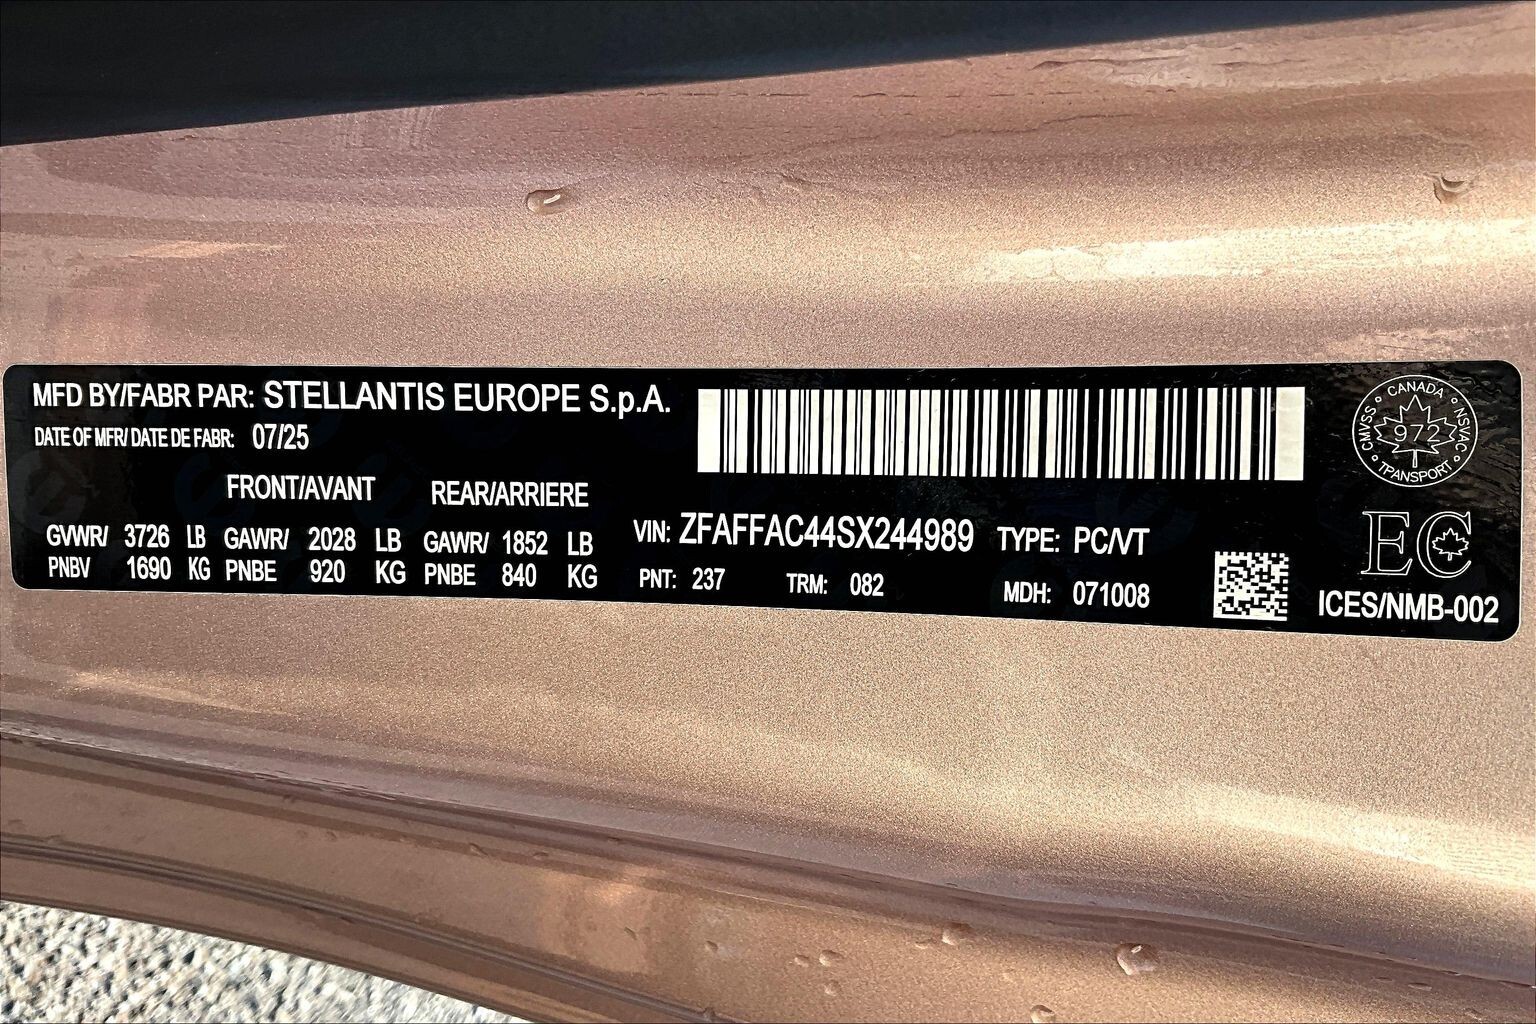 MFD BY/FABR PAR: STELLANTIS EUROPE S.p.A.
DATE OF MFR/ DATE DE FABR: 07/25
FRONT/AVANT REAR/ARRIERE
GVWR/ 3726 LB GAWR/ 2028 LB GAWR/ 1852 LB
PNBV 1690 KG PNBE 920 KG PNBE 840 KG
VIN: ZFAFFAC44SX244989 TYPE: PC/VT
PNT: 237 TRM: 082 MDH: 071008
CANADA
CMVSS NSVAC
972
TPANSPORT
EC
ICES/NMB-002